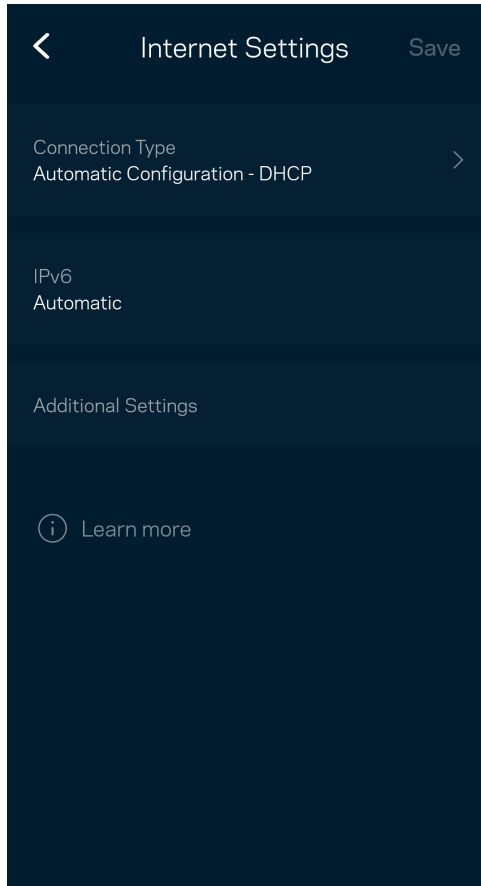 Internet Settings Save
Connection Type
Automatic Configuration - DHCP
IPv6
Automatic
Additional Settings
Learn more